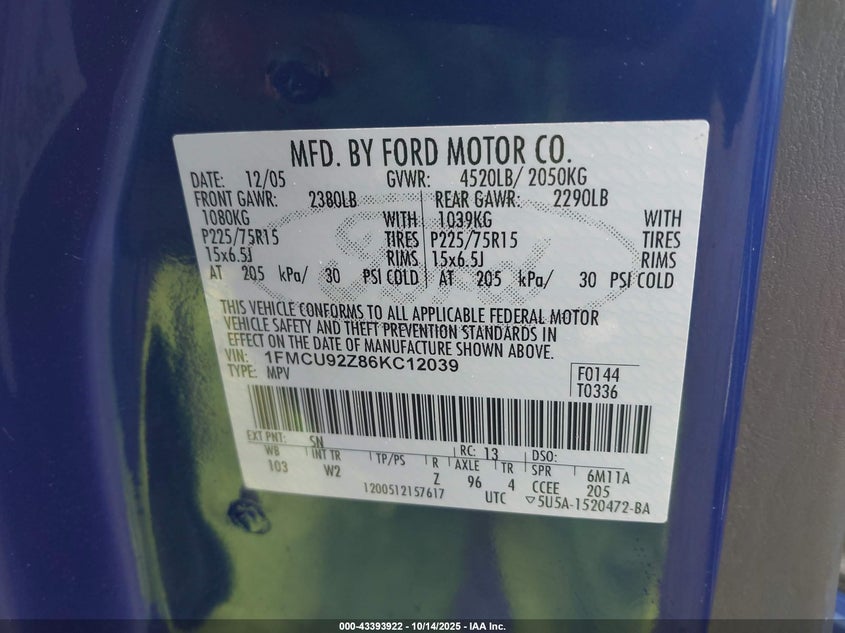 MFD. BY FORD MOTOR CO.
DATE: 12/05 GVWR: 4520LB/ 2050KG
FRONT GAWR: 2380LB REAR GAWR: 2290LB
1080KG WITH 1039KG WITH
P225/75R15 TIRES P225/75R15 TIRES
15x6.5J RIMS 15x6.5J RIMS
AT 205 kPa/ 30 PSI COLD AT 205 kPa/ 30 PSI COLD
THIS VEHICLE CONFORMS TO ALL APPLICABLE FEDERAL MOTOR
VEHICLE SAFETY AND THEFT PREVENTION STANDARDS IN
EFFECT ON THE DATE OF MANUFACTURE SHOWN ABOVE.
VIN: 1FMCU92Z86KC12039
TYPE: MPV
F0144
T0336
EXT PNT: SN RC: 13 DSO:
WB INT TR TP/PS R AXLE TR SPR 6M11A
103 W2 Z 96 4 CCEE 205
1200512157617 UTC ▽5U5A-1520472-BA
Ford
000-43393922 - 10/14/2025 - IAA Inc.